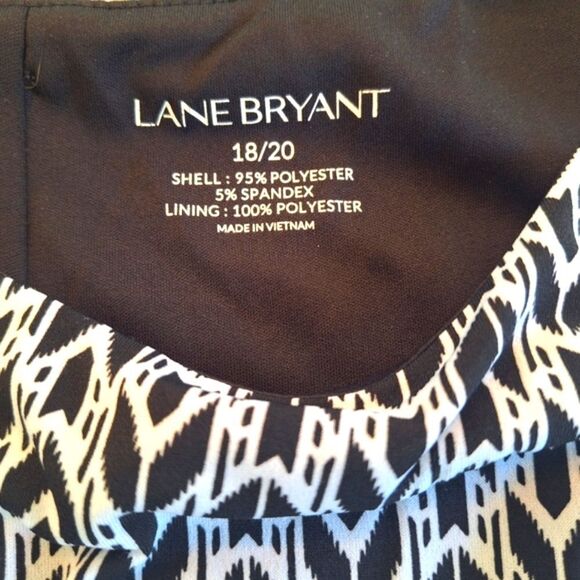 LANE BRYANT
18/20
SHELL : 95% POLYESTER
5% SPANDEX
LINING : 100% POLYESTER
MADE IN VIETNAM